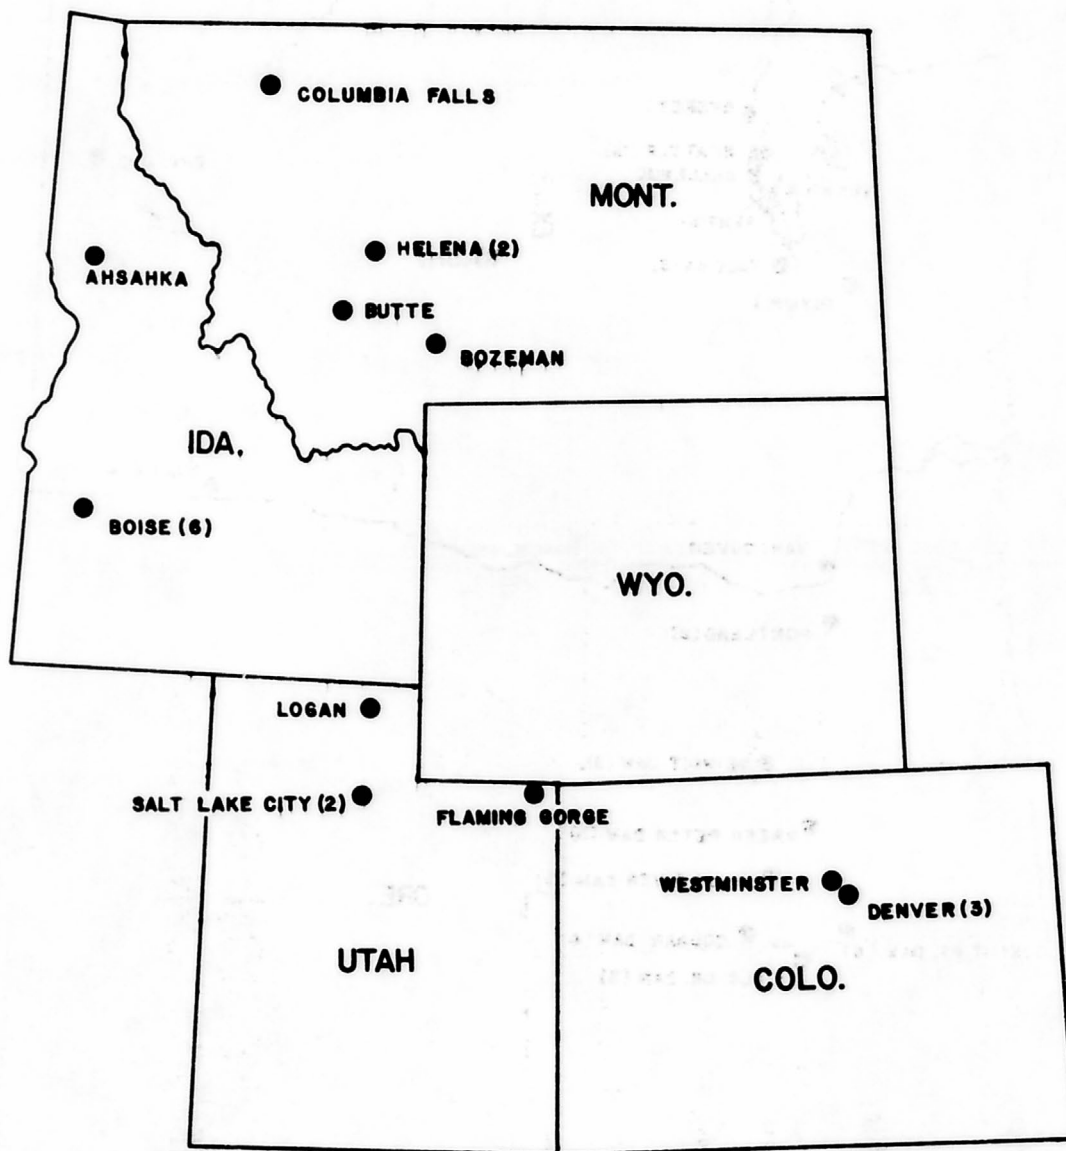 COLUMBIA FALLS
MONT.
HELENA (2)
AHSAHKA
BUTTE
BOZEMAN
IDA.
BOISE (6)
WYO.
LOGAN
SALT LAKE CITY (2)
FLAMING GORGE
WESTMINSTER
DENVER (3)
UTAH
COLO.